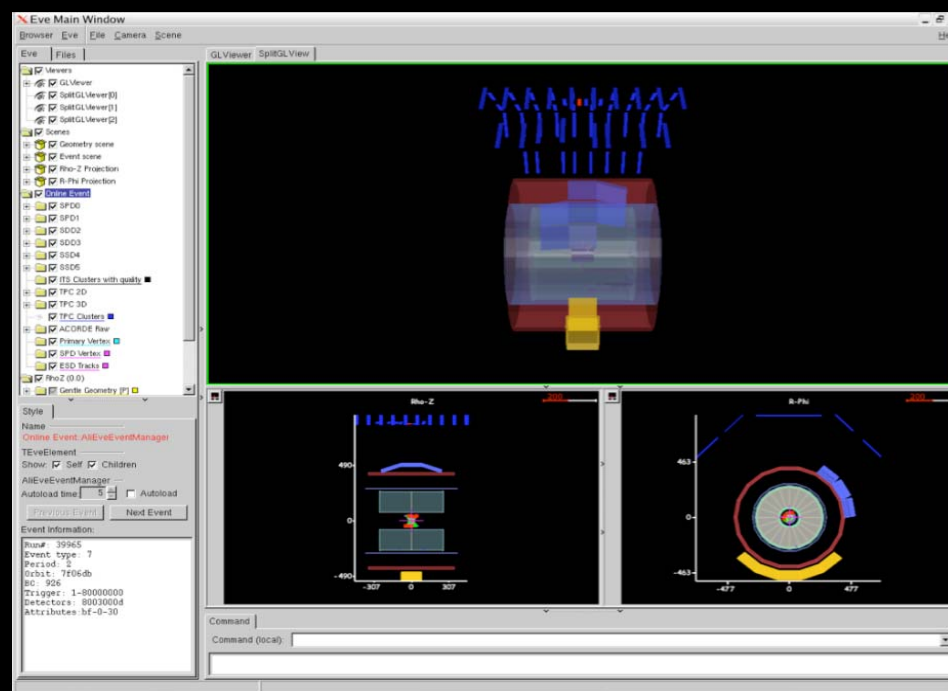 Eve Main Window
Browser Eve File Camera Scene
Eve Files
Viewers
GLViewer
SplitGLViewer[0]
SplitGLViewer[1]
SplitGLViewer[2]
Scenes
Geometry scene
Event scene
Rho-Z Projection
R-Phi Projection
Online Event
SPD0
SPD1
SDD2
SDD3
SSD4
SSD5
ITS Clusters with quality
TPC 2D
TPC 3D
TPC Clusters
ACORDE Raw
Primary Vertex
SPD Vertex
ESD Tracks
RhoZ (0.0)
Gentle Geometry [P]
Style
Name
Online Event::AliEveEventManager
TEveElement
Show: Self Children
AliEveEventManager
Autoload time: 5 Autoload
Previous Event Next Event
Event Information:
Run#: 39965
Event type: 7
Period: 2
Orbit: 7f06db
BC: 926
Trigger: 1-80000000
Detectors: 8003000d
Attributes:bf-0-30
GLViewer SplitGLView
Rho-Z
200
490
0
-490
-307 0 307
R-Phi
200
463
0
-463
-477 0 477
Command
Command (local):